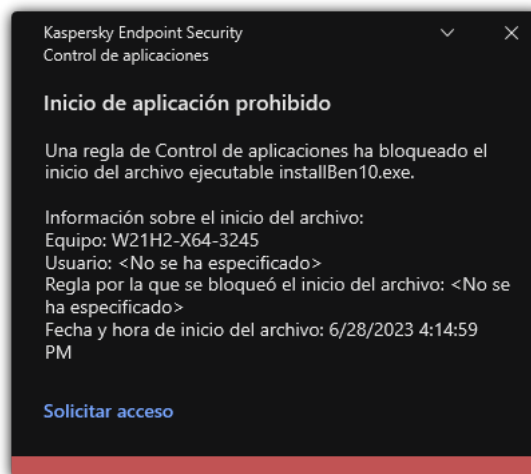 Kaspersky Endpoint Security
Control de aplicaciones
Inicio de aplicación prohibido
Una regla de Control de aplicaciones ha bloqueado el
inicio del archivo ejecutable installBen10.exe.
Información sobre el inicio del archivo:
Equipo: W21H2-X64-3245
Usuario: <No se ha especificado>
Regla por la que se bloqueó el inicio del archivo: <No se
ha especificado>
Fecha y hora de inicio del archivo: 6/28/2023 4:14:59
PM
Solicitar acceso